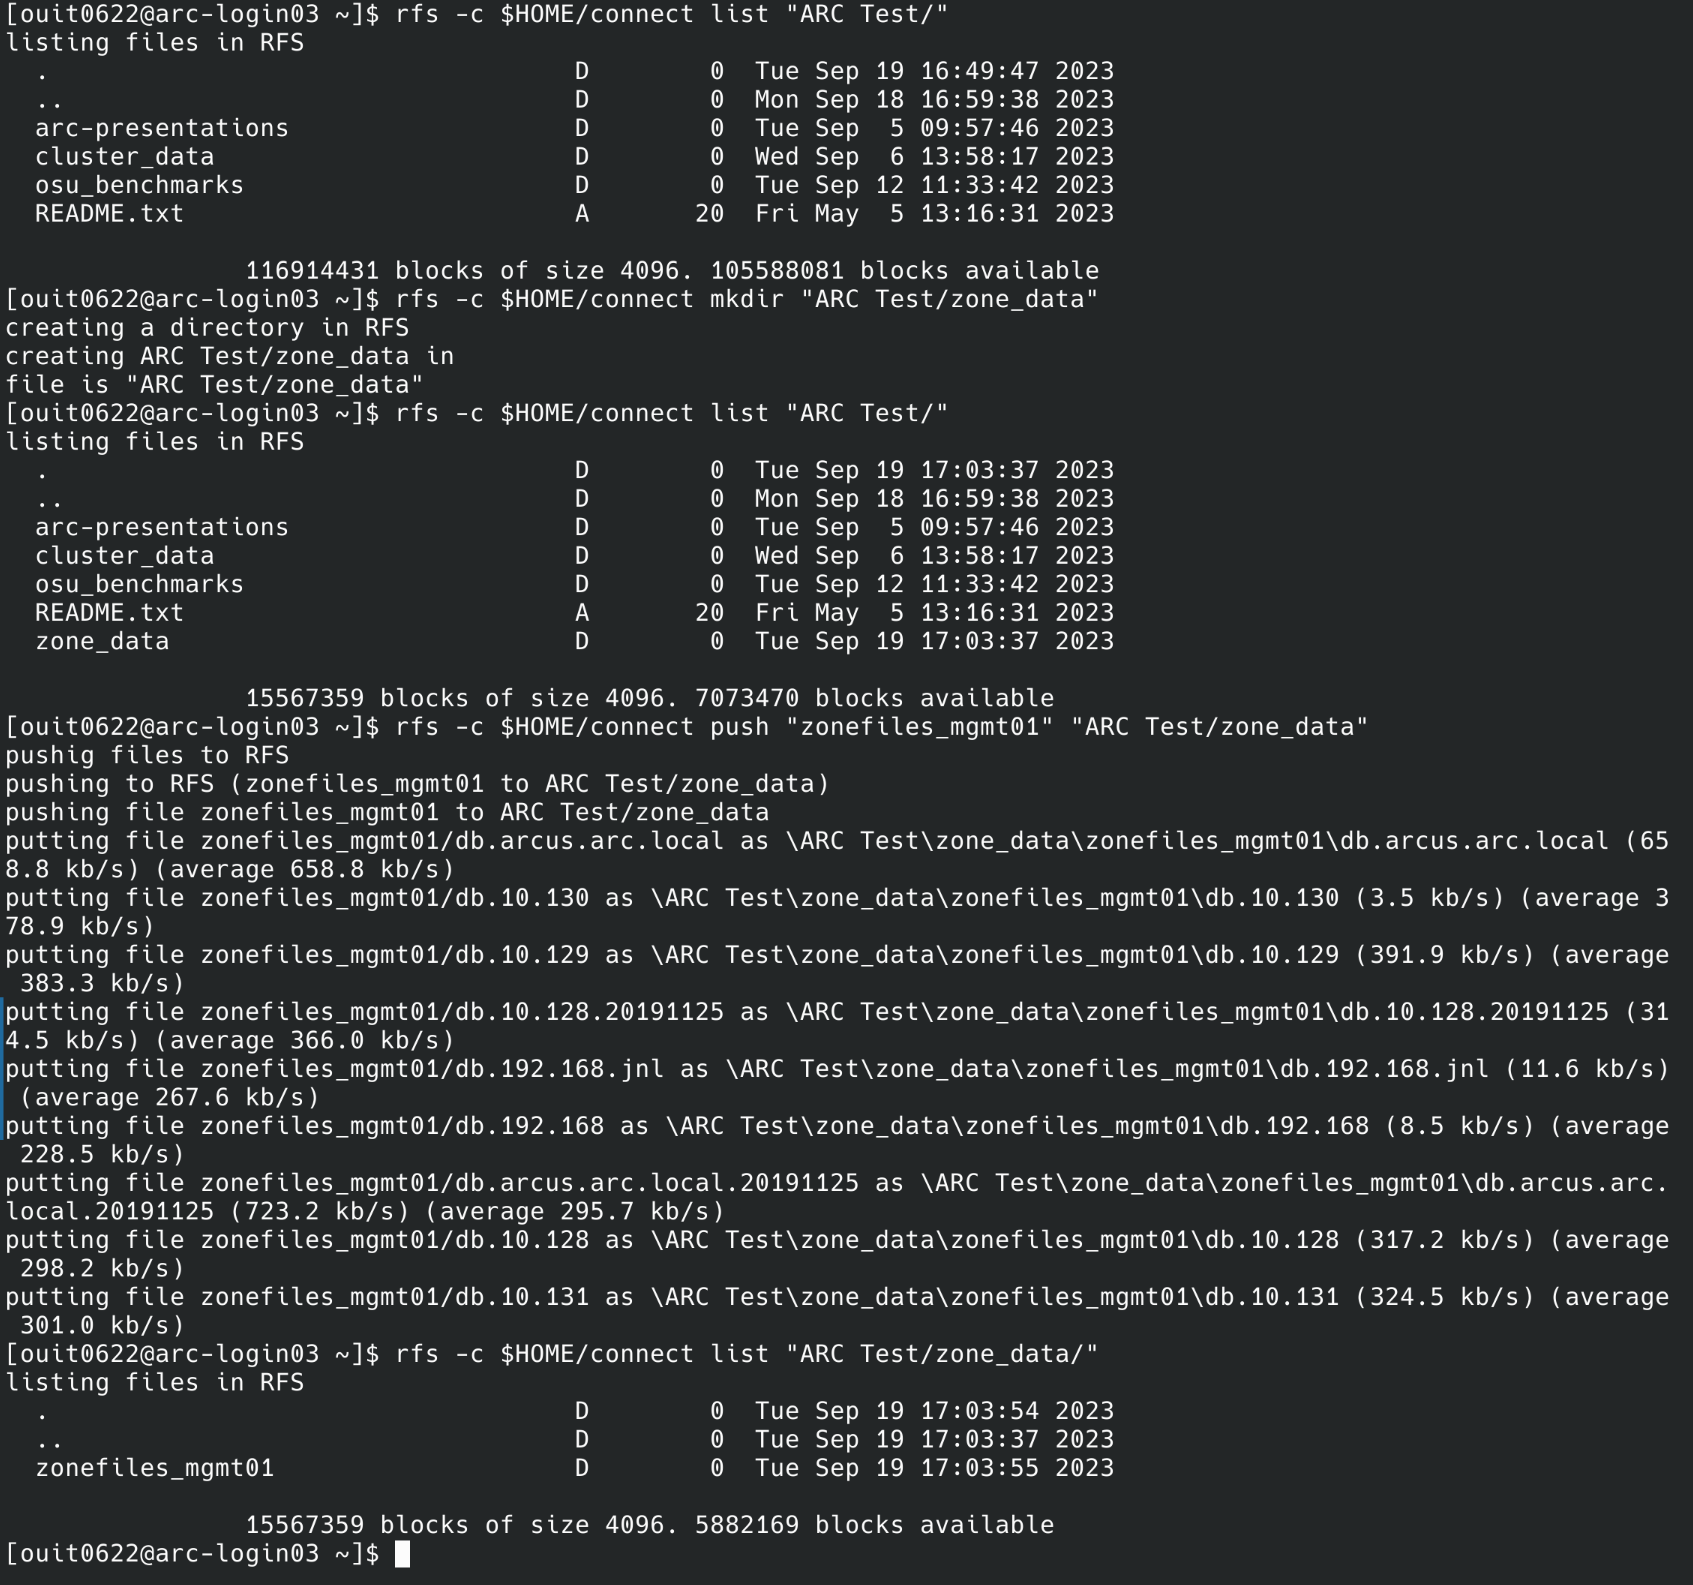 [ouit0622@arc-login03 ~]$ rfs -c $HOME/connect list "ARC Test/"
listing files in RFS
  .                                   D        0  Tue Sep 19 16:49:47 2023
  ..                                  D        0  Mon Sep 18 16:59:38 2023
  arc-presentations                   D        0  Tue Sep  5 09:57:46 2023
  cluster_data                        D        0  Wed Sep  6 13:58:17 2023
  osu_benchmarks                      D        0  Tue Sep 12 11:33:42 2023
  README.txt                          A       20  Fri May  5 13:16:31 2023

                116914431 blocks of size 4096. 105588081 blocks available
[ouit0622@arc-login03 ~]$ rfs -c $HOME/connect mkdir "ARC Test/zone_data"
creating a directory in RFS
creating ARC Test/zone_data in
file is "ARC Test/zone_data"
[ouit0622@arc-login03 ~]$ rfs -c $HOME/connect list "ARC Test/"
listing files in RFS
  .                                   D        0  Tue Sep 19 17:03:37 2023
  ..                                  D        0  Mon Sep 18 16:59:38 2023
  arc-presentations                   D        0  Tue Sep  5 09:57:46 2023
  cluster_data                        D        0  Wed Sep  6 13:58:17 2023
  osu_benchmarks                      D        0  Tue Sep 12 11:33:42 2023
  README.txt                          A       20  Fri May  5 13:16:31 2023
  zone_data                           D        0  Tue Sep 19 17:03:37 2023

                15567359 blocks of size 4096. 7073470 blocks available
[ouit0622@arc-login03 ~]$ rfs -c $HOME/connect push "zonefiles_mgmt01" "ARC Test/zone_data"
pushig files to RFS
pushing to RFS (zonefiles_mgmt01 to ARC Test/zone_data)
pushing file zonefiles_mgmt01 to ARC Test/zone_data
putting file zonefiles_mgmt01/db.arcus.arc.local as \ARC Test\zone_data\zonefiles_mgmt01\db.arcus.arc.local (65
8.8 kb/s) (average 658.8 kb/s)
putting file zonefiles_mgmt01/db.10.130 as \ARC Test\zone_data\zonefiles_mgmt01\db.10.130 (3.5 kb/s) (average 3
78.9 kb/s)
putting file zonefiles_mgmt01/db.10.129 as \ARC Test\zone_data\zonefiles_mgmt01\db.10.129 (391.9 kb/s) (average
 383.3 kb/s)
putting file zonefiles_mgmt01/db.10.128.20191125 as \ARC Test\zone_data\zonefiles_mgmt01\db.10.128.20191125 (31
4.5 kb/s) (average 366.0 kb/s)
putting file zonefiles_mgmt01/db.192.168.jnl as \ARC Test\zone_data\zonefiles_mgmt01\db.192.168.jnl (11.6 kb/s)
 (average 267.6 kb/s)
putting file zonefiles_mgmt01/db.192.168 as \ARC Test\zone_data\zonefiles_mgmt01\db.192.168 (8.5 kb/s) (average
 228.5 kb/s)
putting file zonefiles_mgmt01/db.arcus.arc.local.20191125 as \ARC Test\zone_data\zonefiles_mgmt01\db.arcus.arc.
local.20191125 (723.2 kb/s) (average 295.7 kb/s)
putting file zonefiles_mgmt01/db.10.128 as \ARC Test\zone_data\zonefiles_mgmt01\db.10.128 (317.2 kb/s) (average
 298.2 kb/s)
putting file zonefiles_mgmt01/db.10.131 as \ARC Test\zone_data\zonefiles_mgmt01\db.10.131 (324.5 kb/s) (average
 301.0 kb/s)
[ouit0622@arc-login03 ~]$ rfs -c $HOME/connect list "ARC Test/zone_data/"
listing files in RFS
  .                                   D        0  Tue Sep 19 17:03:54 2023
  ..                                  D        0  Tue Sep 19 17:03:37 2023
  zonefiles_mgmt01                    D        0  Tue Sep 19 17:03:55 2023

                15567359 blocks of size 4096. 5882169 blocks available
[ouit0622@arc-login03 ~]$